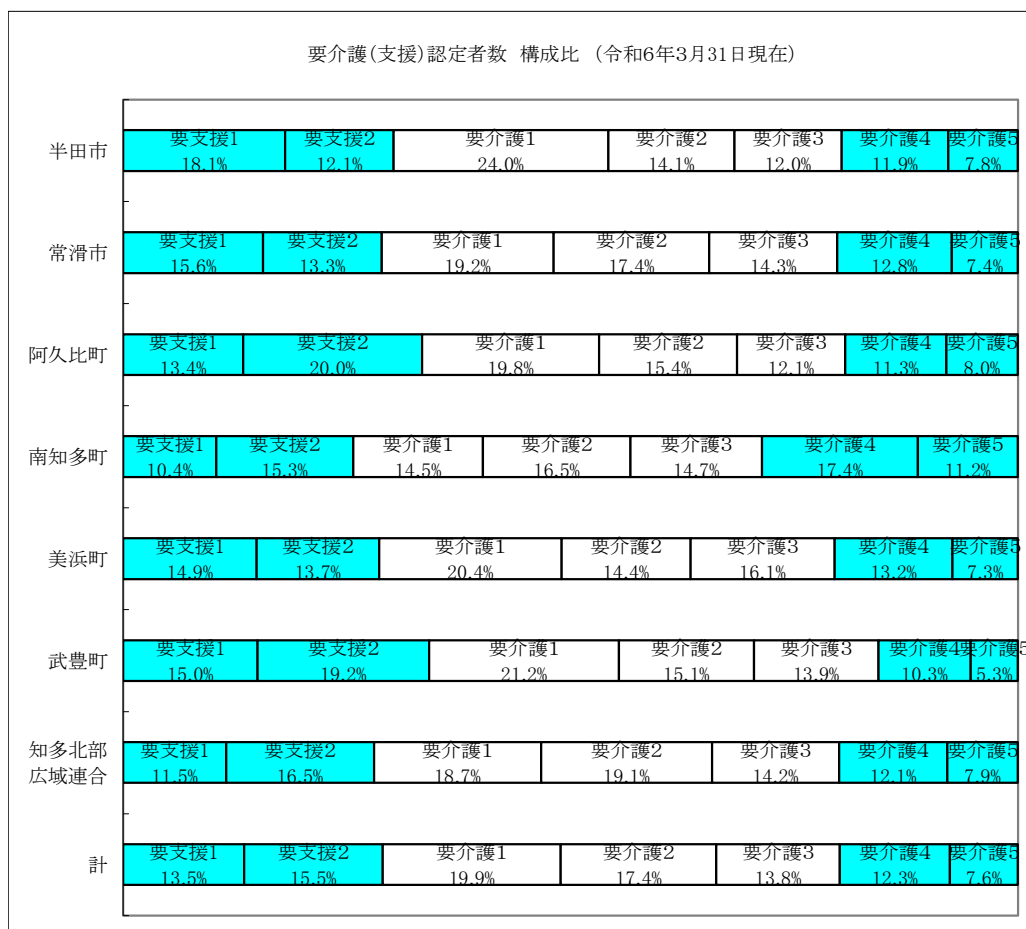 要介護(支援)認定者数 構成比 (令和6年3月31日現在)
半田市
要支援1 要支援2 要介護1 要介護2 要介護3 要介護4 要介護5
18.1% 12.1% 24.0% 14.1% 12.0% 11.9% 7.8%
常滑市
要支援1 要支援2 要介護1 要介護2 要介護3 要介護4 要介護5
15.6% 13.3% 19.2% 17.4% 14.3% 12.8% 7.4%
阿久比町
要支援1 要支援2 要介護1 要介護2 要介護3 要介護4 要介護5
13.4% 20.0% 19.8% 15.4% 12.1% 11.3% 8.0%
南知多町
要支援1 要支援2 要介護1 要介護2 要介護3 要介護4 要介護5
10.4% 15.3% 14.5% 16.5% 14.7% 17.4% 11.2%
美浜町
要支援1 要支援2 要介護1 要介護2 要介護3 要介護4 要介護5
14.9% 13.7% 20.4% 14.4% 16.1% 13.2% 7.3%
武豊町
要支援1 要支援2 要介護1 要介護2 要介護3 要介護4 要介護5
15.0% 19.2% 21.2% 15.1% 13.9% 10.3% 5.3%
知多北部
広域連合
要支援1 要支援2 要介護1 要介護2 要介護3 要介護4 要介護5
11.5% 16.5% 18.7% 19.1% 14.2% 12.1% 7.9%
計
要支援1 要支援2 要介護1 要介護2 要介護3 要介護4 要介護5
13.5% 15.5% 19.9% 17.4% 13.8% 12.3% 7.6%